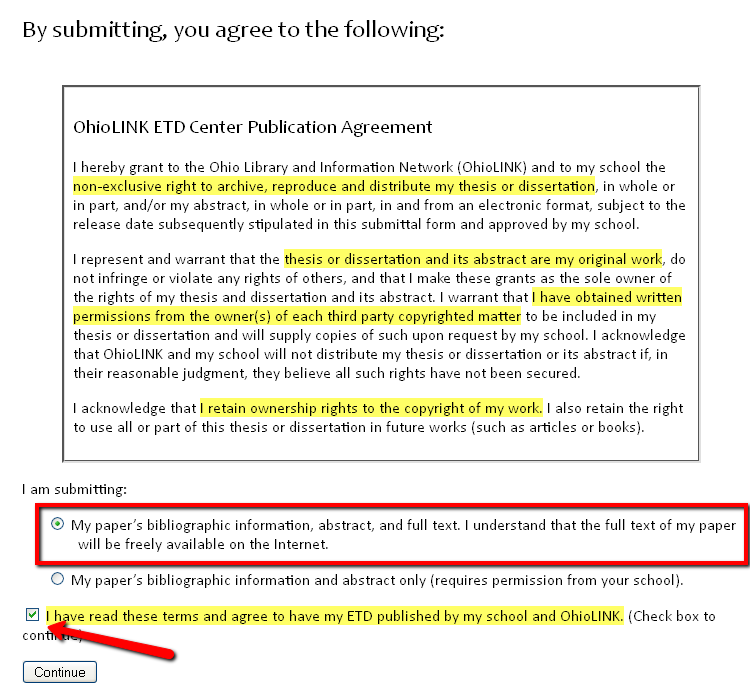 By submitting, you agree to the following:
OhioLINK ETD Center Publication Agreement
I hereby grant to the Ohio Library and Information Network (OhioLINK) and to my school the
non-exclusive right to archive, reproduce and distribute my thesis or dissertation, in whole or
in part, and/or my abstract, in whole or in part, in and from an electronic format, subject to the
release date subsequently stipulated in this submittal form and approved by my school.
I represent and warrant that the thesis or dissertation and its abstract are my original work, do
not infringe or violate any rights of others, and that I make these grants as the sole owner of
the rights of my thesis and dissertation and its abstract. I warrant that I have obtained written
permissions from the owner(s) of each third party copyrighted matter to be included in my
thesis or dissertation and will supply copies of such upon request by my school. I acknowledge
that OhioLINK and my school will not distribute my thesis or dissertation or its abstract if, in
their reasonable judgment, they believe all such rights have not been secured.
I acknowledge that I retain ownership rights to the copyright of my work. I also retain the right
to use all or part of this thesis or dissertation in future works (such as articles or books).
I am submitting:
My paper's bibliographic information, abstract, and full text. I understand that the full text of my paper
will be freely available on the Internet.
My paper's bibliographic information and abstract only (requires permission from your school).
I have read these terms and agree to have my ETD published by my school and OhioLINK. (Check box to
continue)
Continue